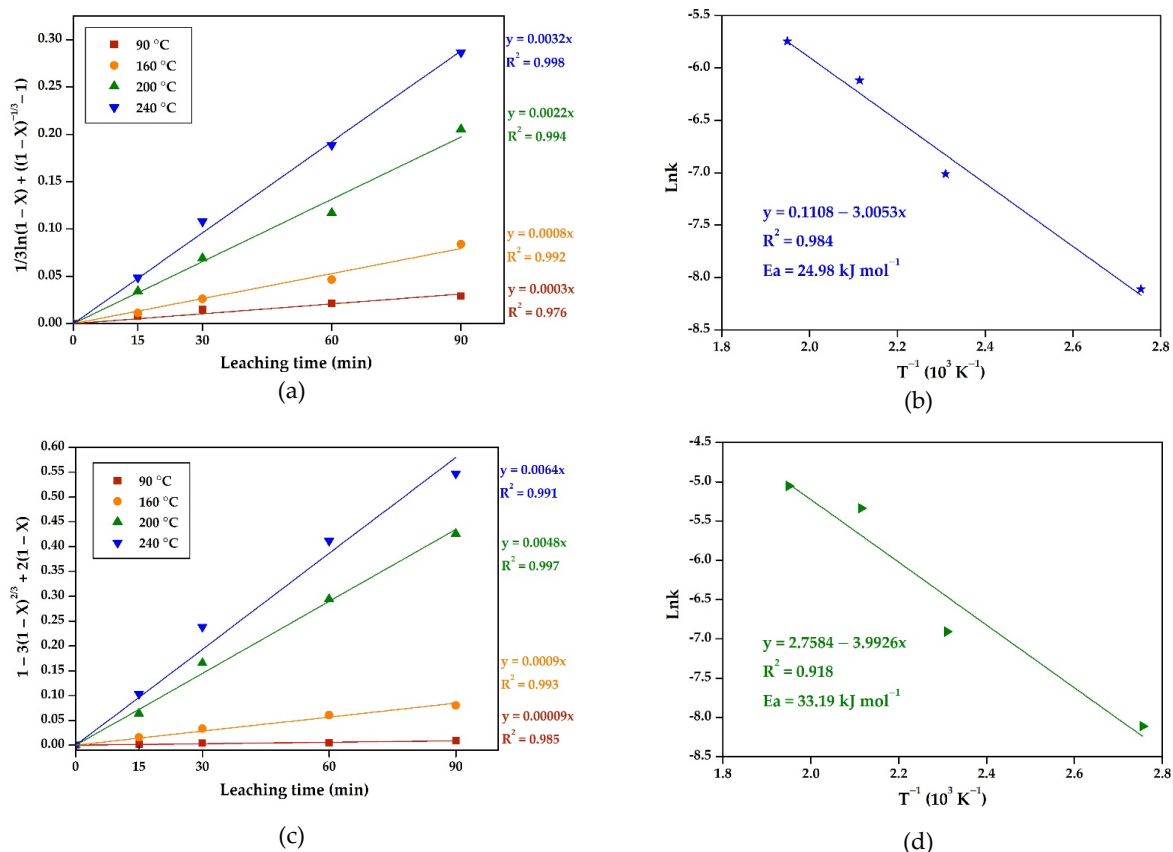 0.30
0.25
0.20
0.15
0.10
0.05
0.00
0
15
30
60
90
1/3ln(1 − X) + ((1 − X)^−1/3 − 1)
Leaching time (min)
90 °C
160 °C
200 °C
240 °C
y = 0.0032x
R² = 0.998
y = 0.0022x
R² = 0.994
y = 0.0008x
R² = 0.992
y = 0.0003x
R² = 0.976
(a)
-5.5
-6.0
-6.5
-7.0
-7.5
-8.0
-8.5
1.8
2.0
2.2
2.4
2.6
2.8
Lnk
T⁻¹ (10³ K⁻¹)
y = 0.1108 − 3.0053x
R² = 0.984
Ea = 24.98 kJ mol⁻¹
(b)
0.60
0.55
0.50
0.45
0.40
0.35
0.30
0.25
0.20
0.15
0.10
0.05
0.00
0
15
30
60
90
1 − 3(1 − X)^2/3 + 2(1 − X)
Leaching time (min)
90 °C
160 °C
200 °C
240 °C
y = 0.0064x
R² = 0.991
y = 0.0048x
R² = 0.997
y = 0.0009x
R² = 0.993
y = 0.00009x
R² = 0.985
(c)
-4.5
-5.0
-5.5
-6.0
-6.5
-7.0
-7.5
-8.0
-8.5
1.8
2.0
2.2
2.4
2.6
2.8
Lnk
T⁻¹ (10³ K⁻¹)
y = 2.7584 − 3.9926x
R² = 0.918
Ea = 33.19 kJ mol⁻¹
(d)